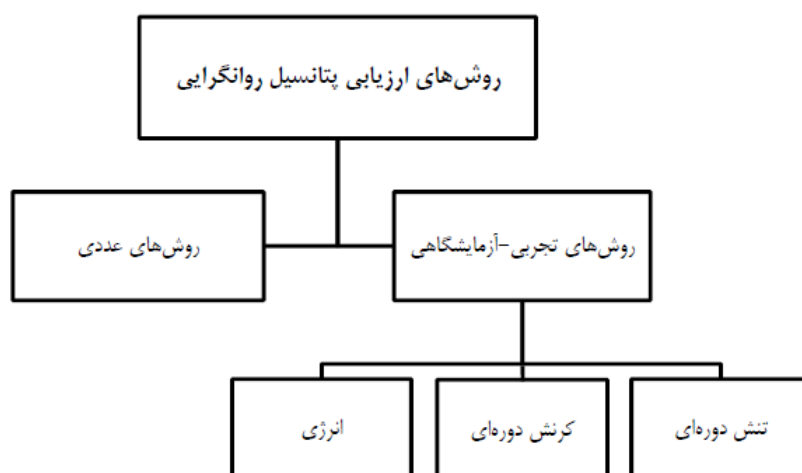 روش‌های ارزیابی پتانسیل روانگرایی
روش‌های تجربی-آزمایشگاهی
روش‌های عددی
تنش دوره‌ای
کرنش دوره‌ای
انرژی